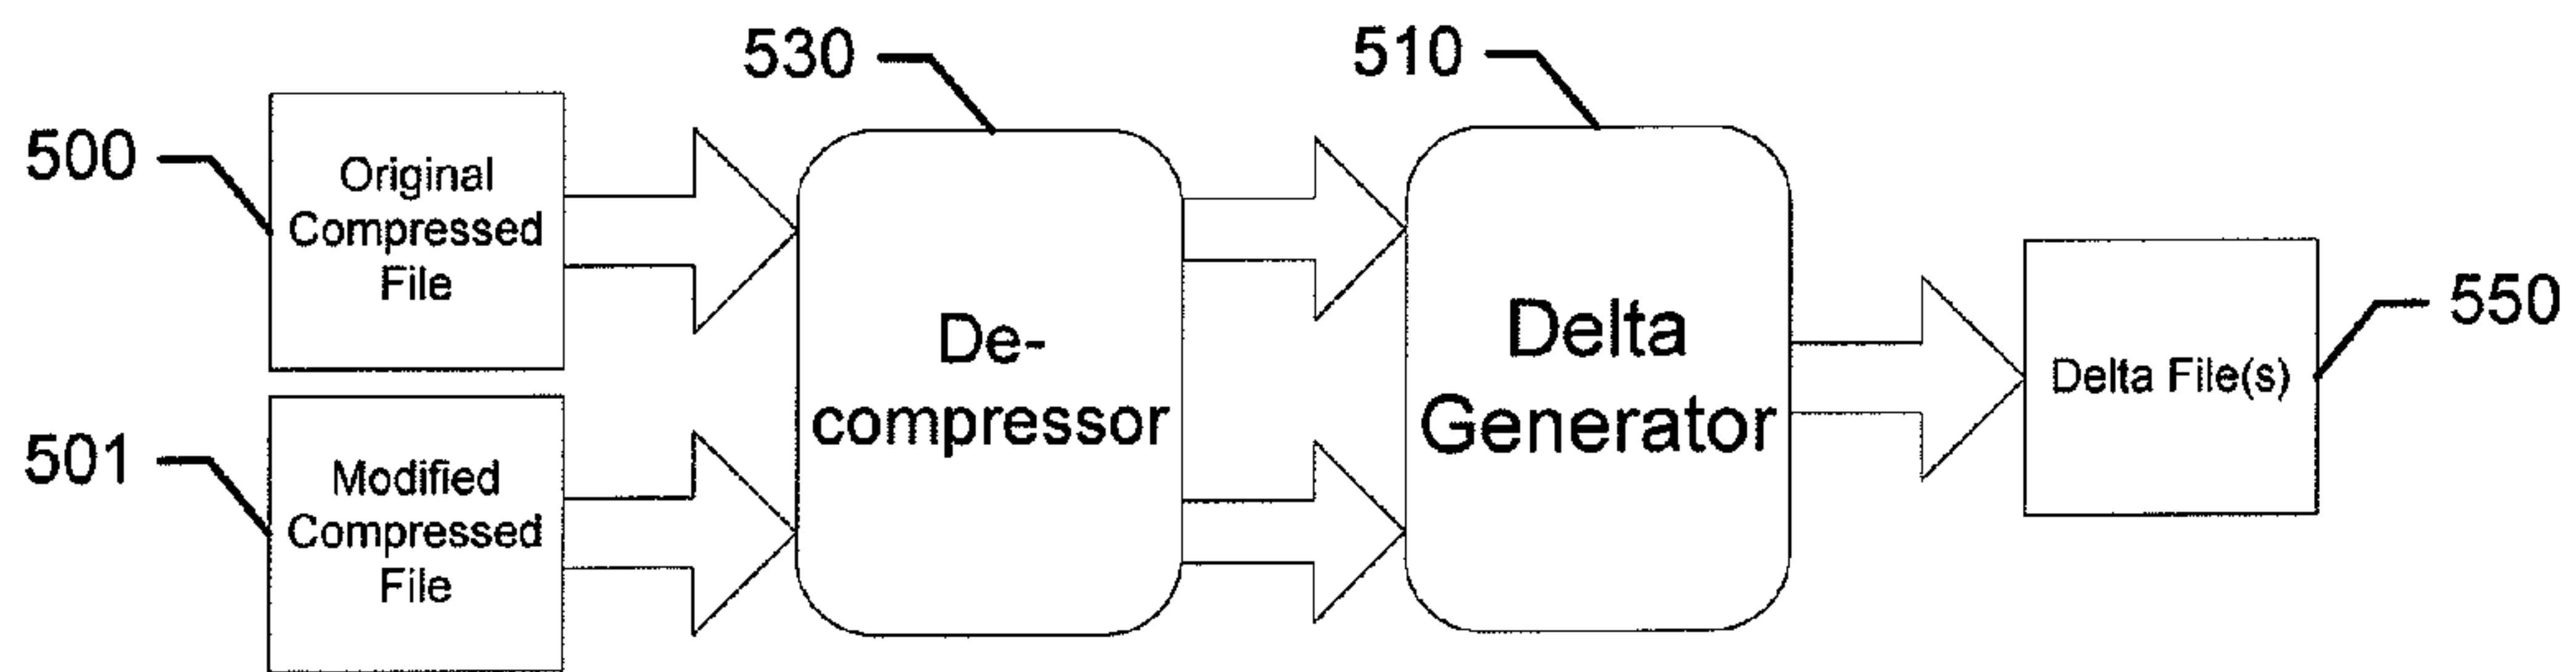 530
510
500
Original
Compressed
File
De-
compressor
Delta
Generator
Delta File(s)
550
501
Modified
Compressed
File